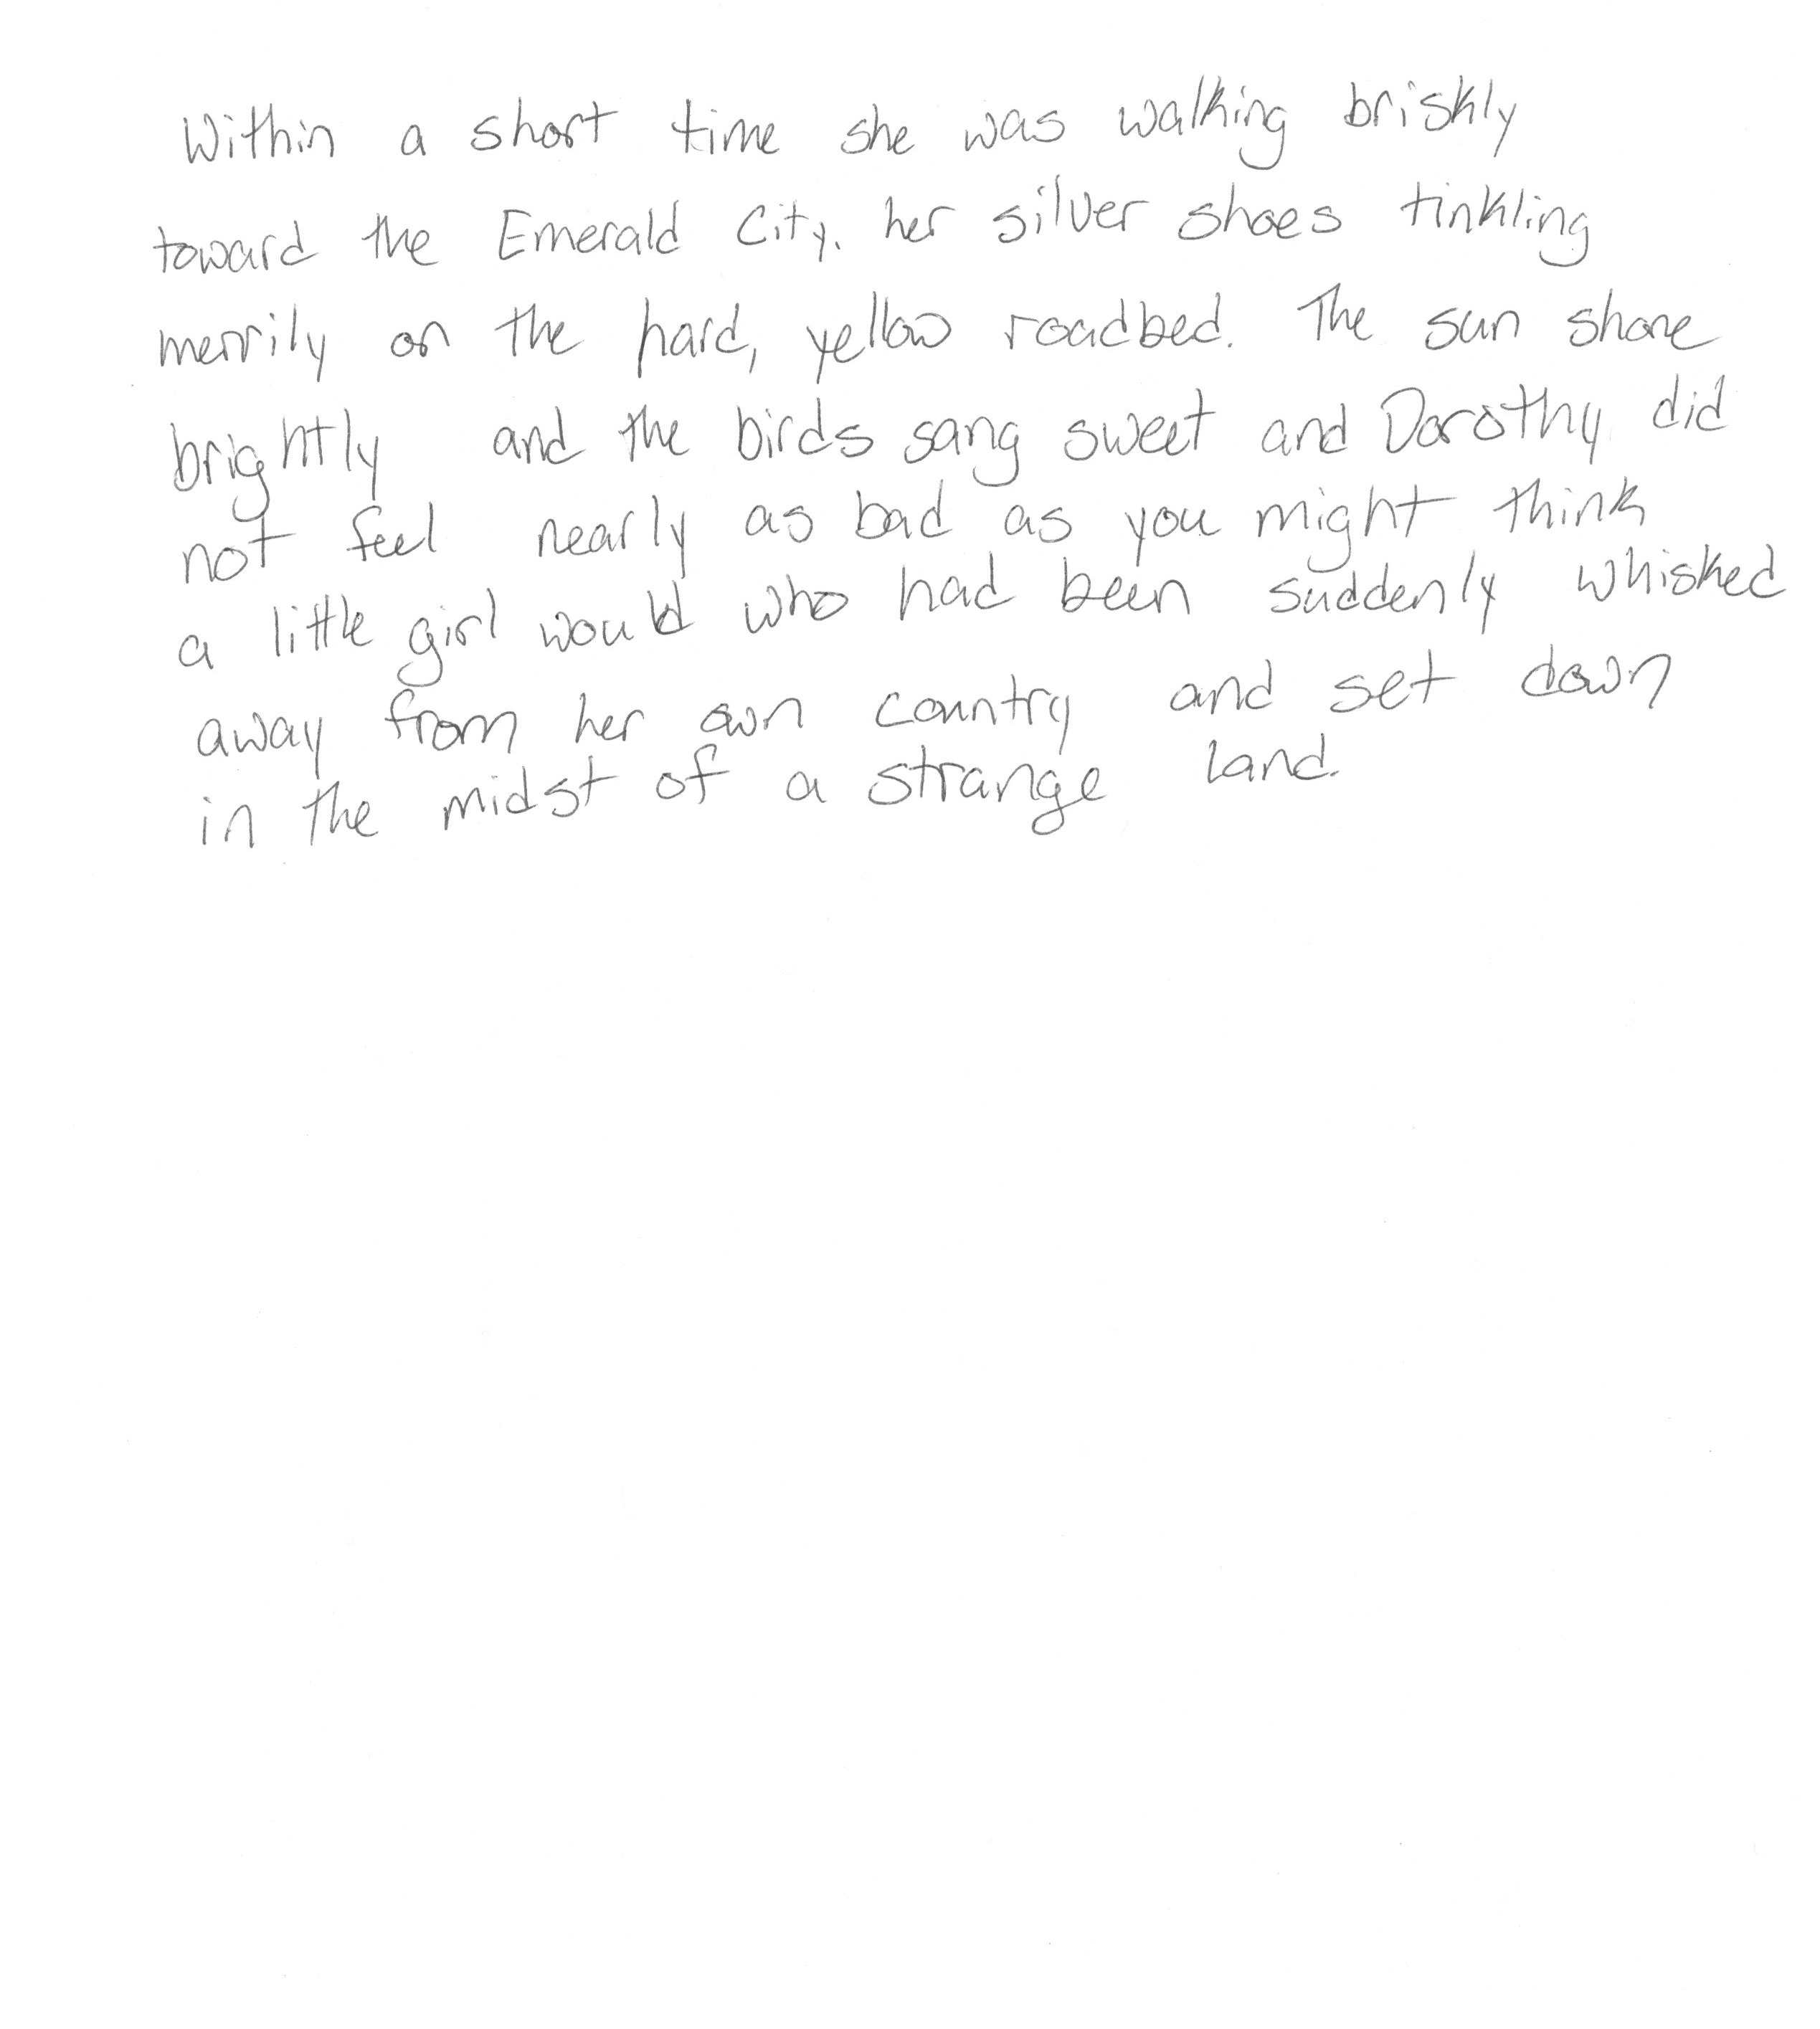 Within a short time she was walking briskly
toward the Emerald City. her silver shoes tinkling
merrily on the hard, yellow roadbed. The sun shone
brightly and the birds sang sweet and Dorothy did
not feel nearly as bad as you might think
a little girl would who had been suddenly whisked
away from her own country and set down
in the midst of a strange land.